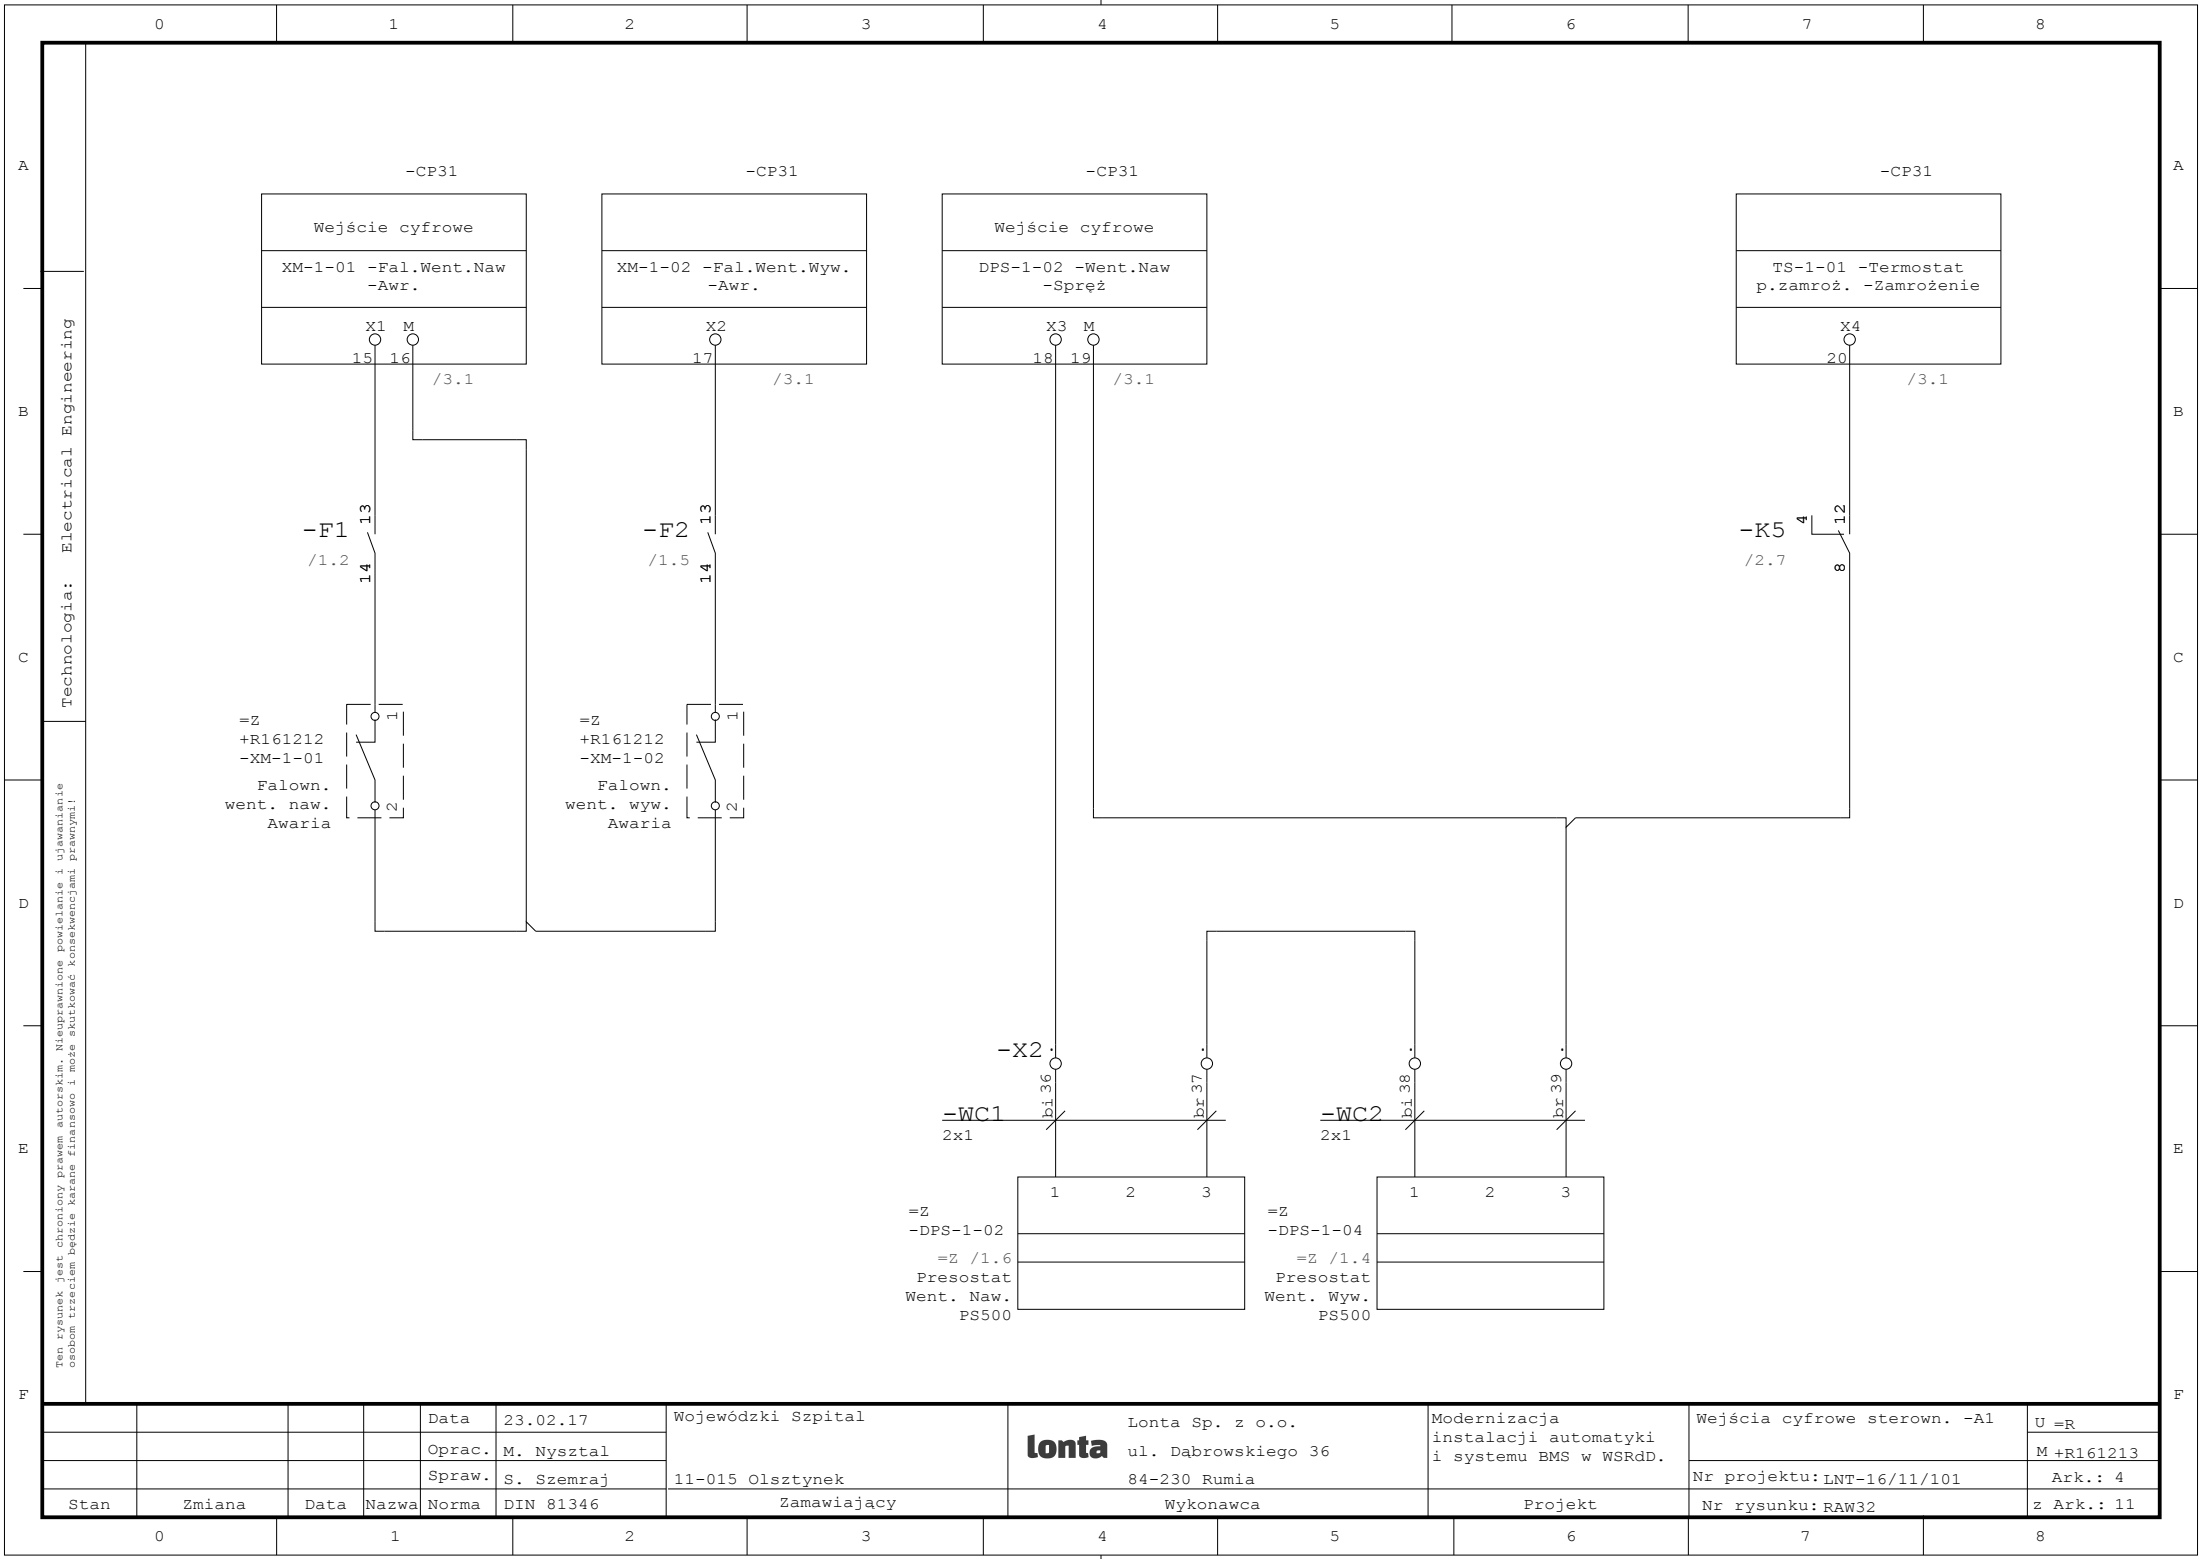 0 1 2 3 4 5 6 7 8
A
B
C
D
E
F
A
B
C
D
E
F
Technologia: Electrical Engineering
Ten rysunek jest chroniony prawem autorskim. Nieuprawnione powielanie i ujawanianie
osobom trzeciem będzie karane finansowo i może skutkować konsekwencjami prawnymi!
-CP31
Wejście cyfrowe
XM-1-01 -Fal.Went.Naw
-Awr.
X1 M
15 16
/3.1
-CP31
XM-1-02 -Fal.Went.Wyw.
-Awr.
X2
17
/3.1
-CP31
Wejście cyfrowe
DPS-1-02 -Went.Naw
-Spręż
X3 M
18 19
/3.1
-CP31
TS-1-01 -Termostat
p.zamroż. -Zamrożenie
X4
20
/3.1
-F1
/1.2
13
14
-F2
/1.5
13
14
-K5
/2.7
4
12
8
=Z
+R161212
-XM-1-01
Falown.
went. naw.
Awaria
1
2
=Z
+R161212
-XM-1-02
Falown.
went. wyw.
Awaria
1
2
-X2
bi 36
br 37
bi 38
br 39
-WC1
2x1
-WC2
2x1
1 2 3
=Z
-DPS-1-02
=Z /1.6
Presostat
Went. Naw.
PS500
1 2 3
=Z
-DPS-1-04
=Z /1.4
Presostat
Went. Wyw.
PS500
Data 23.02.17
Oprac. M. Nysztal
Spraw. S. Szemraj
Stan Zmiana Data Nazwa Norma DIN 81346
Wojewódzki Szpital
11-015 Olsztynek
Zamawiający
lonta
Lonta Sp. z o.o.
ul. Dąbrowskiego 36
84-230 Rumia
Wykonawca
Modernizacja
instalacji automatyki
i systemu BMS w WSRdD.
Projekt
Wejścia cyfrowe sterown. -A1
Nr projektu: LNT-16/11/101
Nr rysunku: RAW32
U =R
M +R161213
Ark.: 4
z Ark.: 11
0 1 2 3 4 5 6 7 8